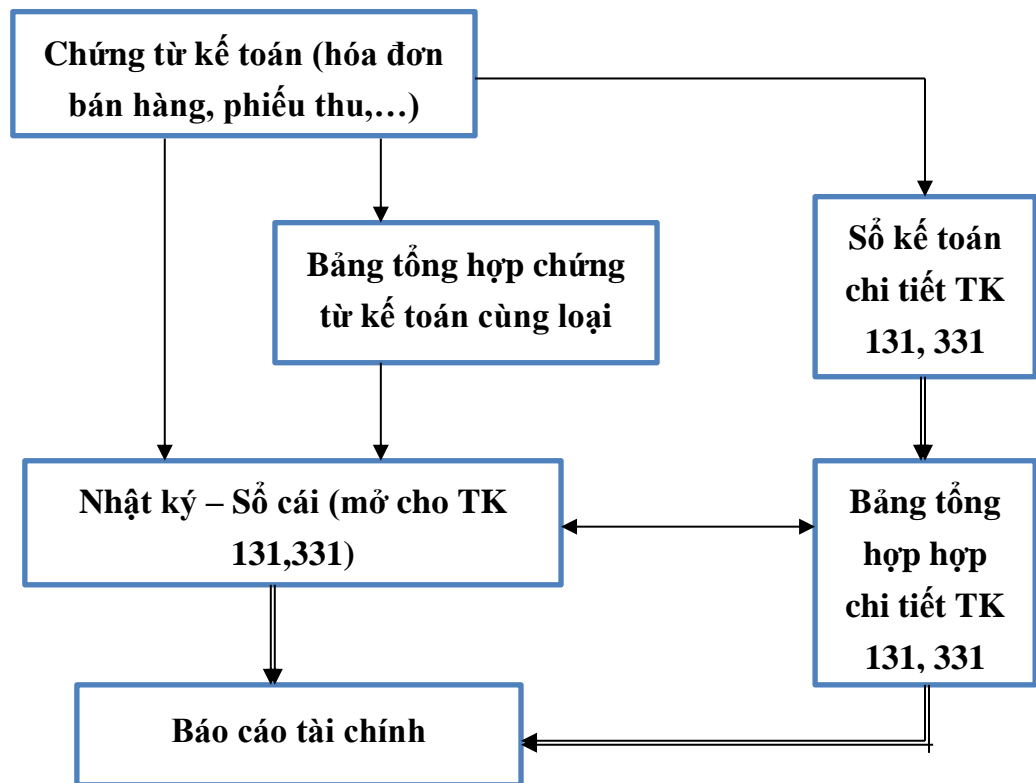 Chứng từ kế toán (hóa đơn
bán hàng, phiếu thu,…)
Bảng tổng hợp chứng
từ kế toán cùng loại
Sổ kế toán
chi tiết TK
131, 331
Nhật ký – Sổ cái (mở cho TK
131,331)
Bảng tổng
hợp hợp
chi tiết TK
131, 331
Báo cáo tài chính